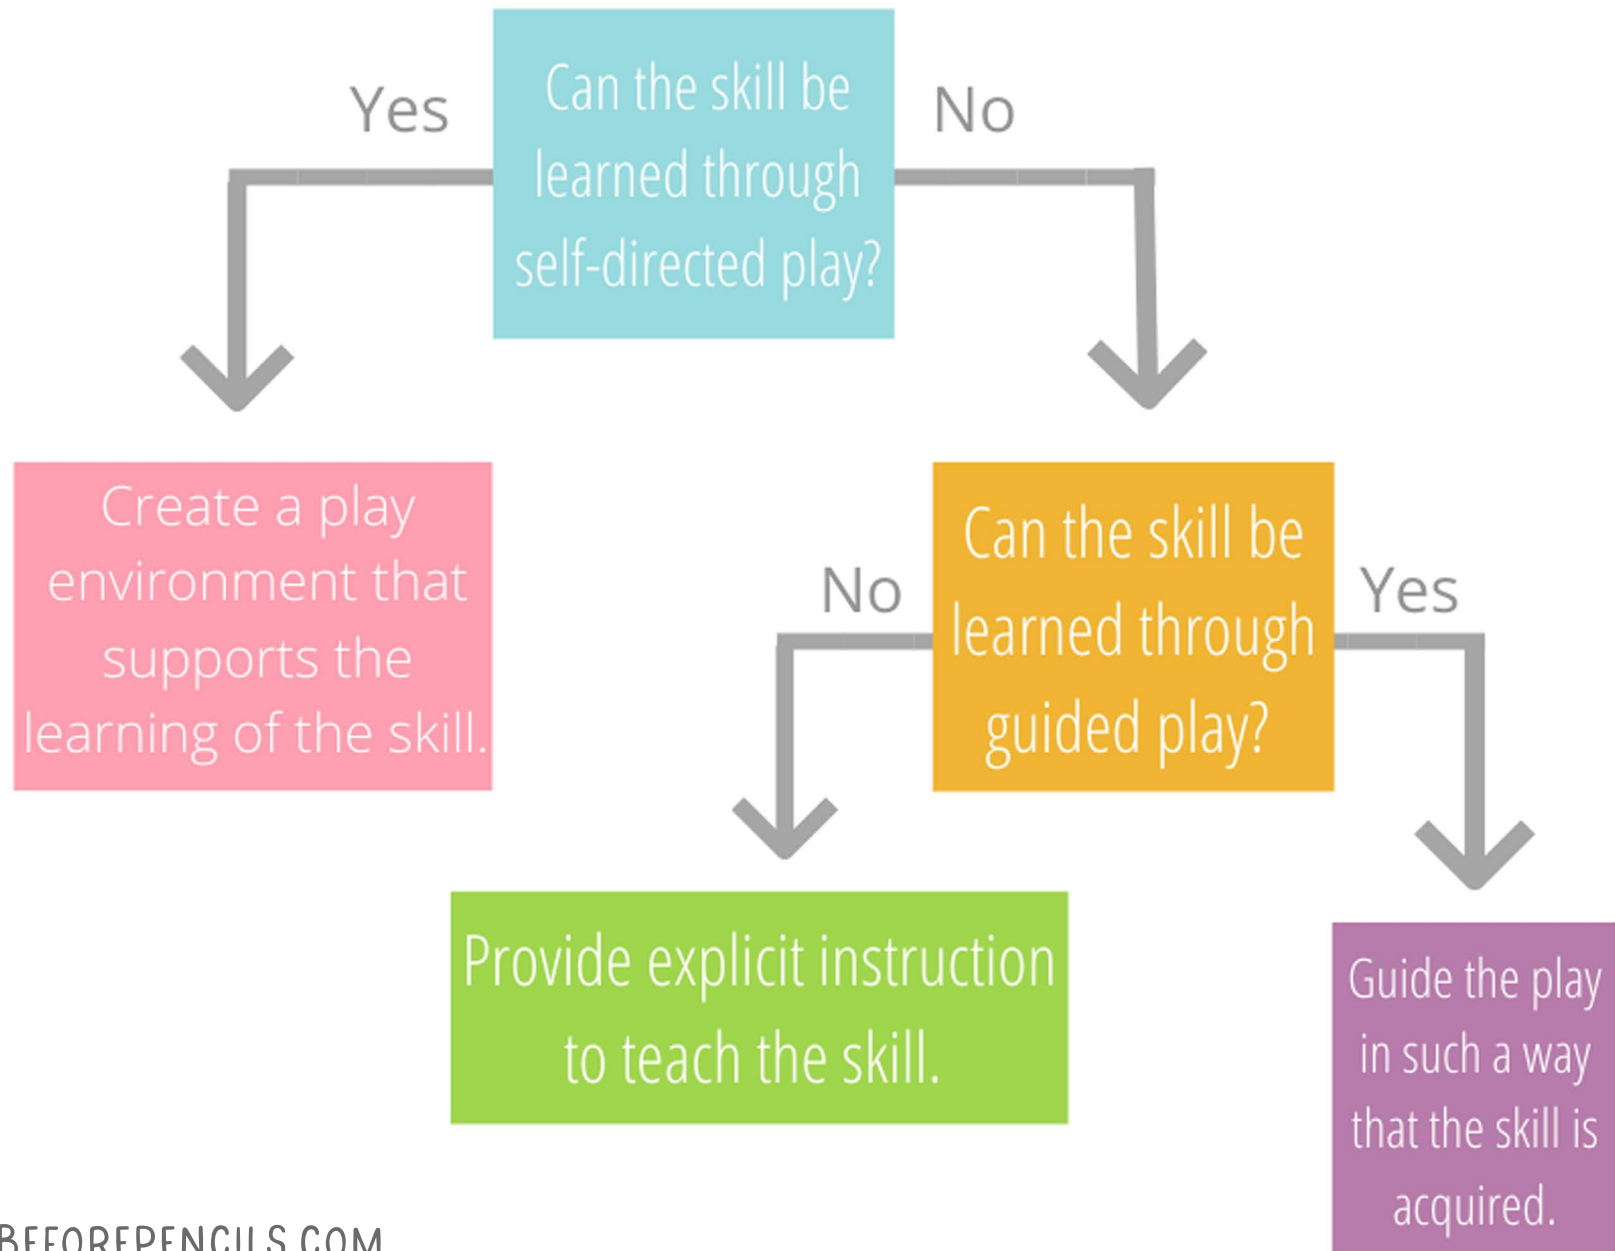 Yes
Can the skill be
learned through
self-directed play?
No
Create a play
environment that
supports the
learning of the skill.
No
Can the skill be
learned through
guided play?
Yes
Provide explicit instruction
to teach the skill.
Guide the play
in such a way
that the skill is
acquired.
BEFOREPENCILS.COM